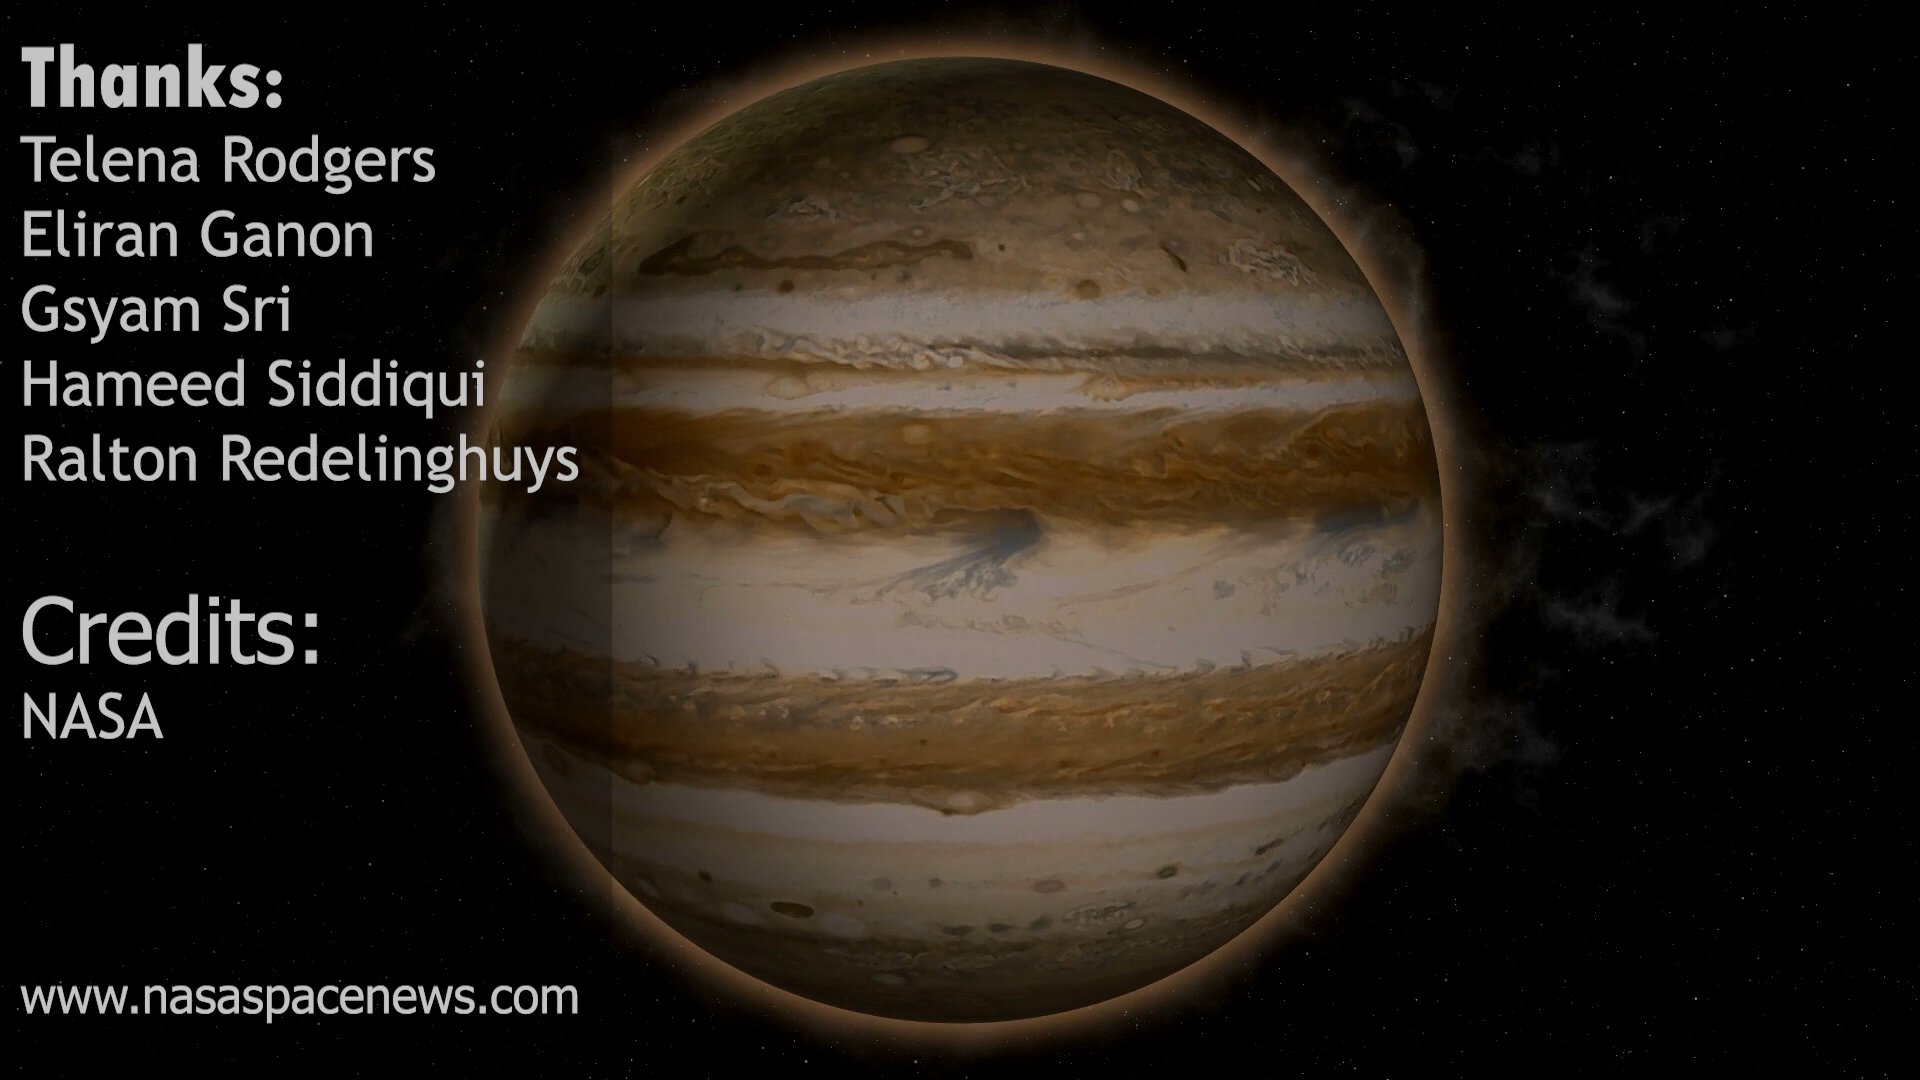 Thanks:
Telena Rodgers
Eliran Ganon
Gsyam Sri
Hameed Siddiqui
Ralton Redelinghuys
Credits:
NASA
www.nasaspacenews.com